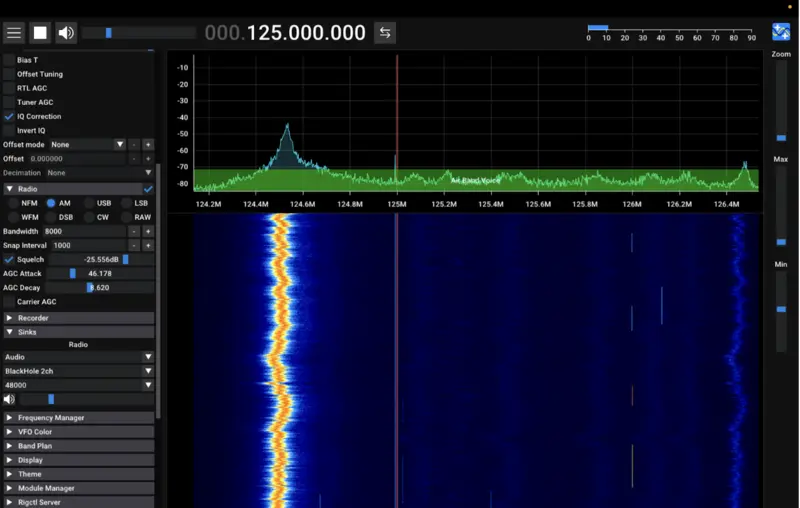 000.125.000.000
0 10 20 30 40 50 60 70 80 90
Bias T
Offset Tuning
RTL AGC
Tuner AGC
IQ Correction
Invert IQ
Offset mode None - +
Offset 0.000000 - +
Decimation None
Radio
NFM AM USB LSB
WFM DSB CW RAW
Bandwidth 8000 - +
Snap Interval 1000 - +
Squelch -25.556dB
AGC Attack 46.178
AGC Decay 8.620
Carrier AGC
Recorder
Sinks
Radio
Audio
BlackHole 2ch
48000
Frequency Manager
VFO Color
Band Plan
Display
Theme
Module Manager
Rigctl Server
-10
-20
-30
-40
-50
-60
-70
-80
Air Band Voice
124.2M 124.4M 124.6M 124.8M 125M 125.2M 125.4M 125.6M 125.8M 126M 126.2M 126.4M
Zoom
Max
Min